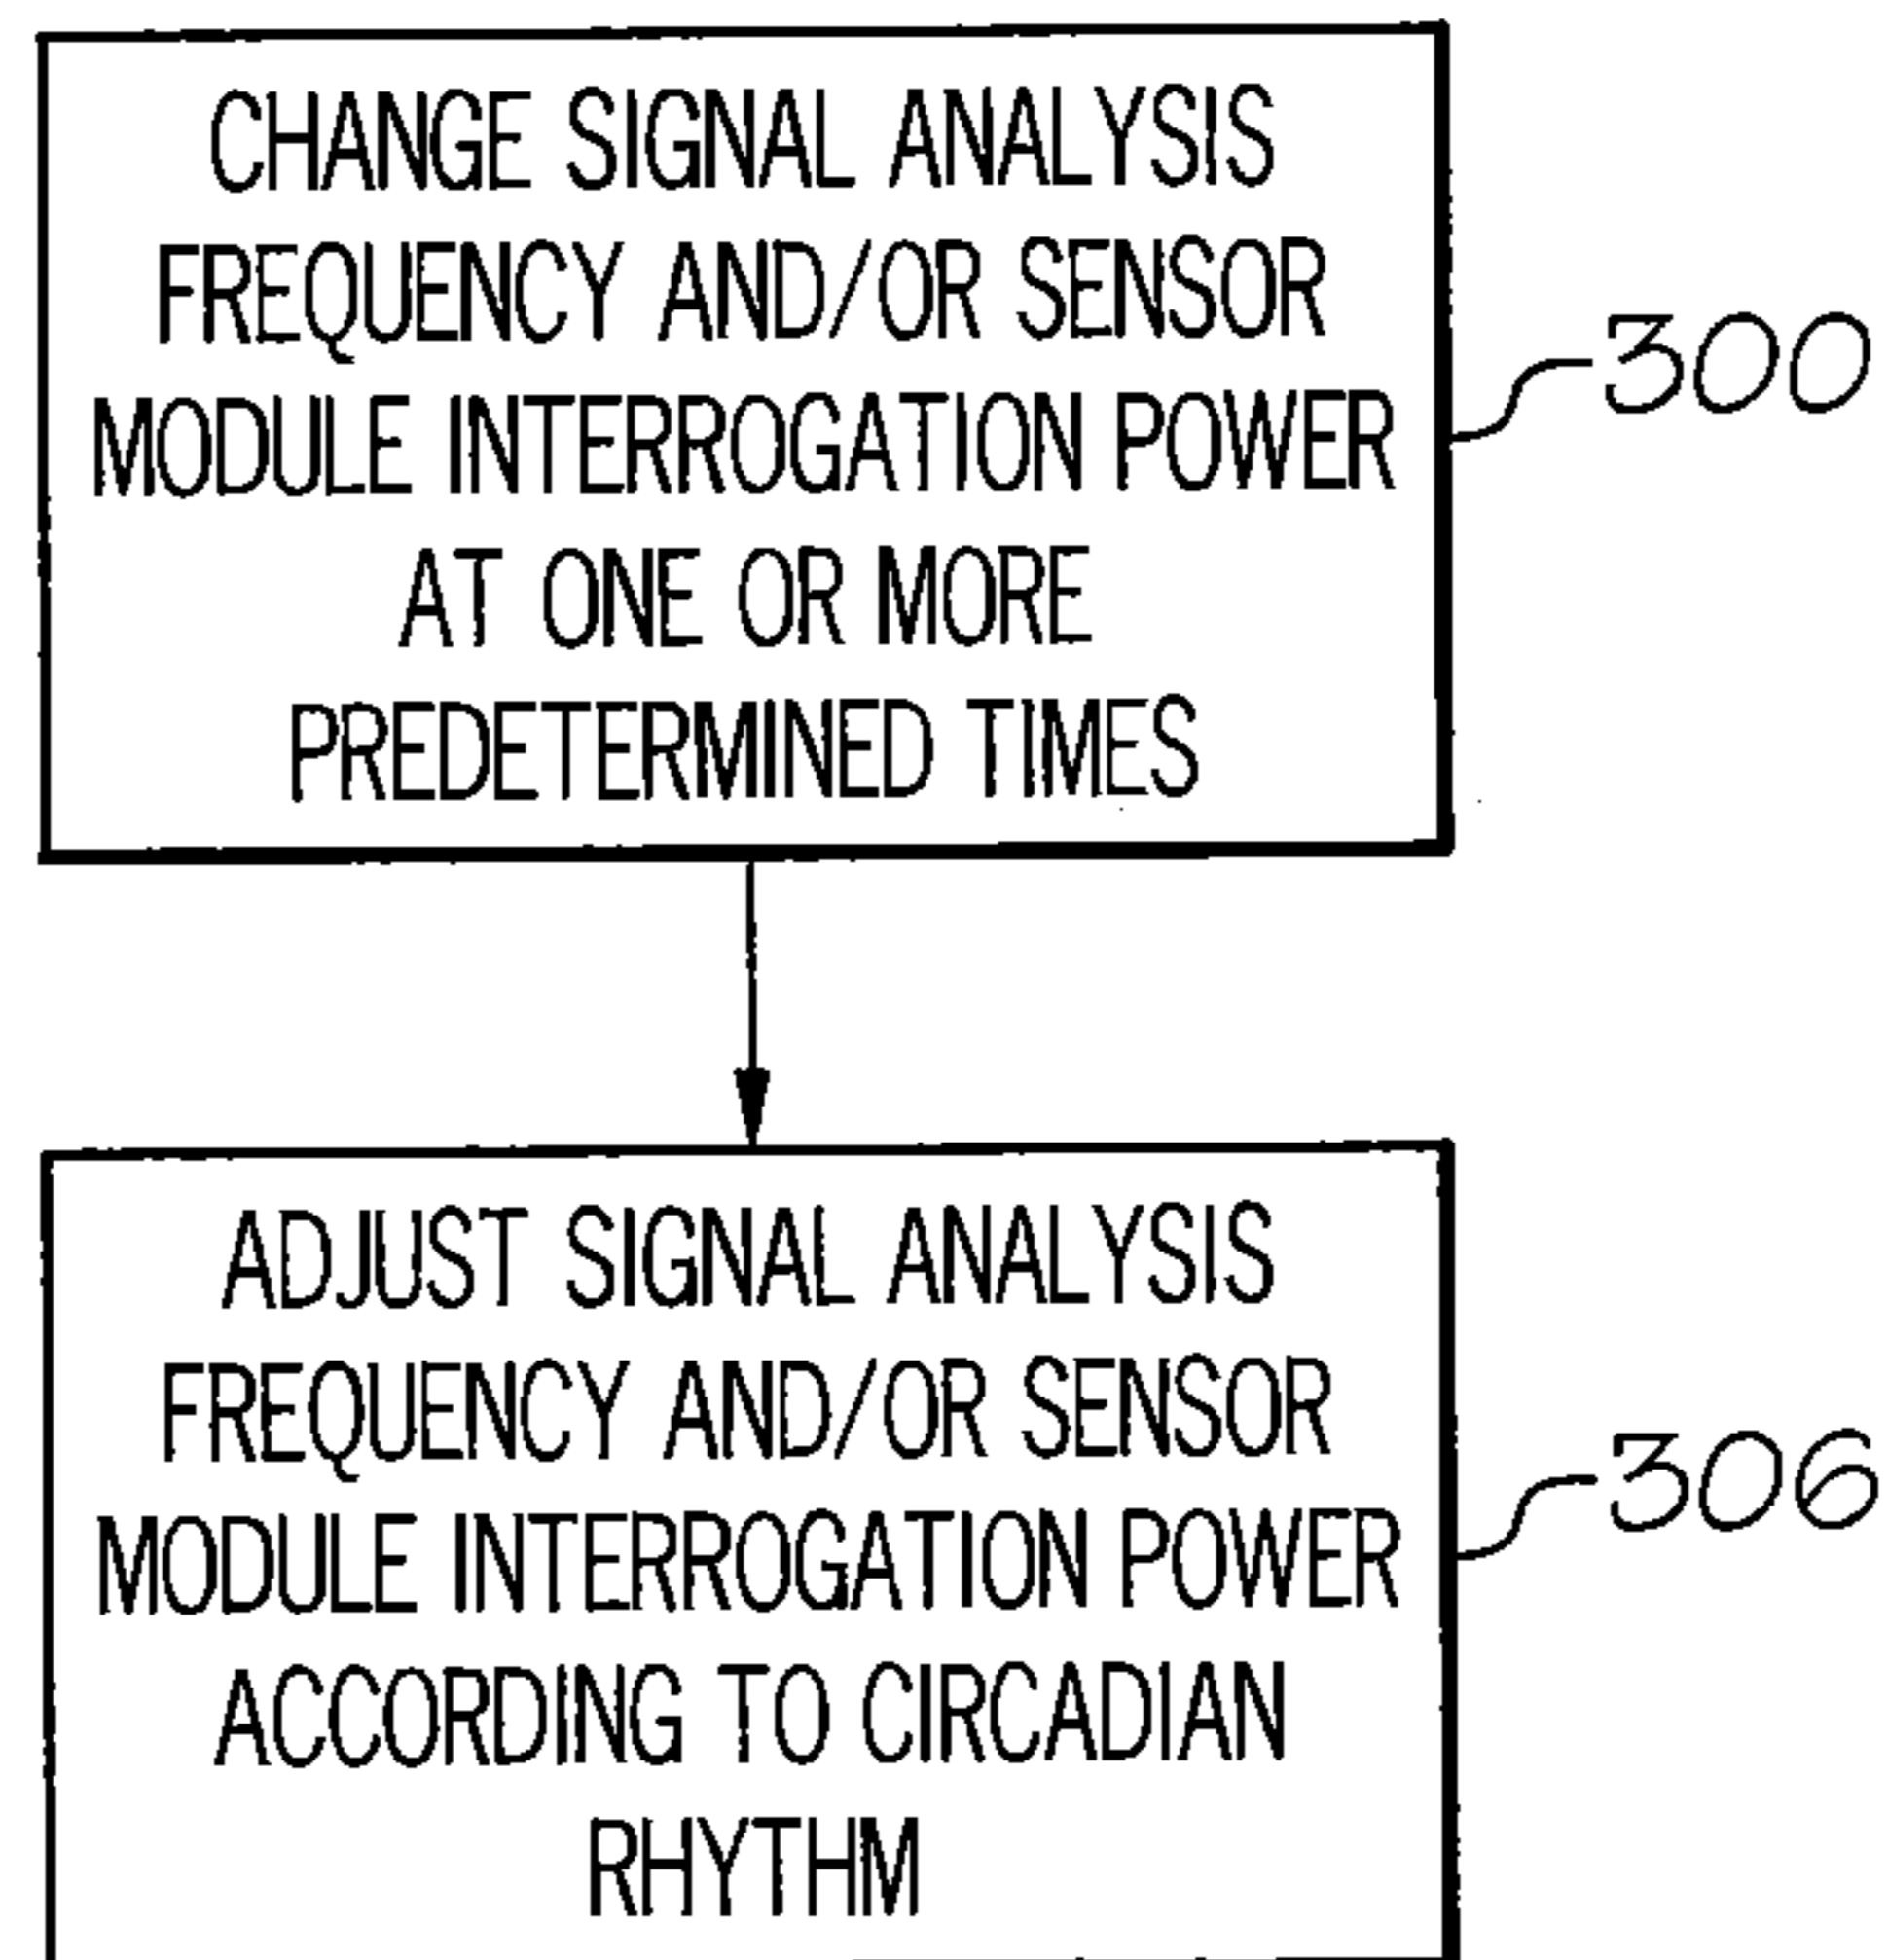 CHANGE SIGNAL ANALYSIS
FREQUENCY AND/OR SENSOR
MODULE INTERROGATION POWER
AT ONE OR MORE
PREDETERMINED TIMES
300
ADJUST SIGNAL ANALYSIS
FREQUENCY AND/OR SENSOR
MODULE INTERROGATION POWER
ACCORDING TO CIRCADIAN
RHYTHM
306